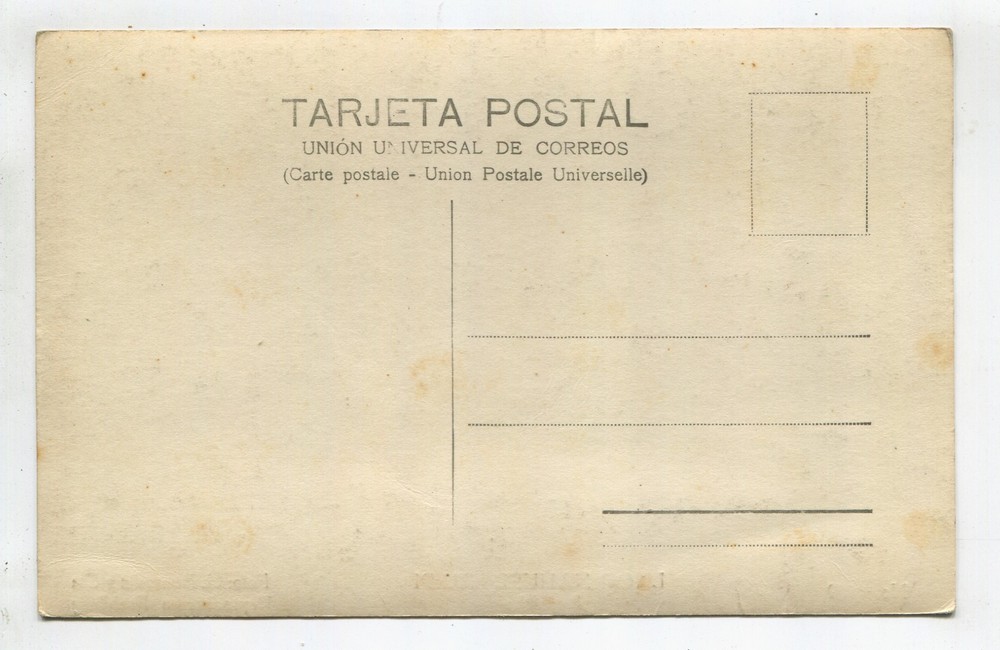 TARJETA POSTAL
UNIÓN UNIVERSAL DE CORREOS
(Carte postale - Union Postale Universelle)